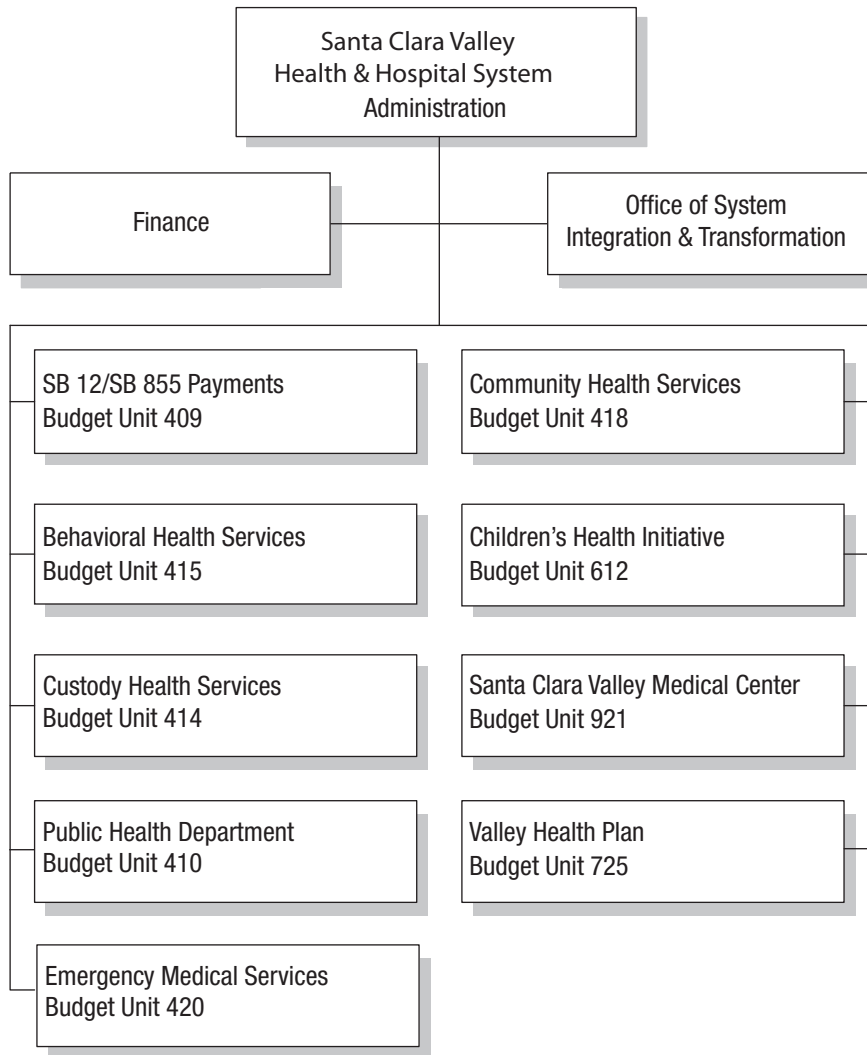 Santa Clara Valley
Health & Hospital System
Administration
Finance
Office of System
Integration & Transformation
SB 12/SB 855 Payments
Budget Unit 409
Community Health Services
Budget Unit 418
Behavioral Health Services
Budget Unit 415
Children’s Health Initiative
Budget Unit 612
Custody Health Services
Budget Unit 414
Santa Clara Valley Medical Center
Budget Unit 921
Public Health Department
Budget Unit 410
Valley Health Plan
Budget Unit 725
Emergency Medical Services
Budget Unit 420